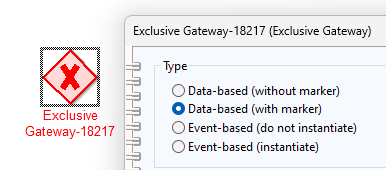 Exclusive Gateway-18217 (Exclusive Gateway)
Type
Data-based (without marker)
Data-based (with marker)
Event-based (do not instantiate)
Event-based (instantiate)
Exclusive
Gateway-18217